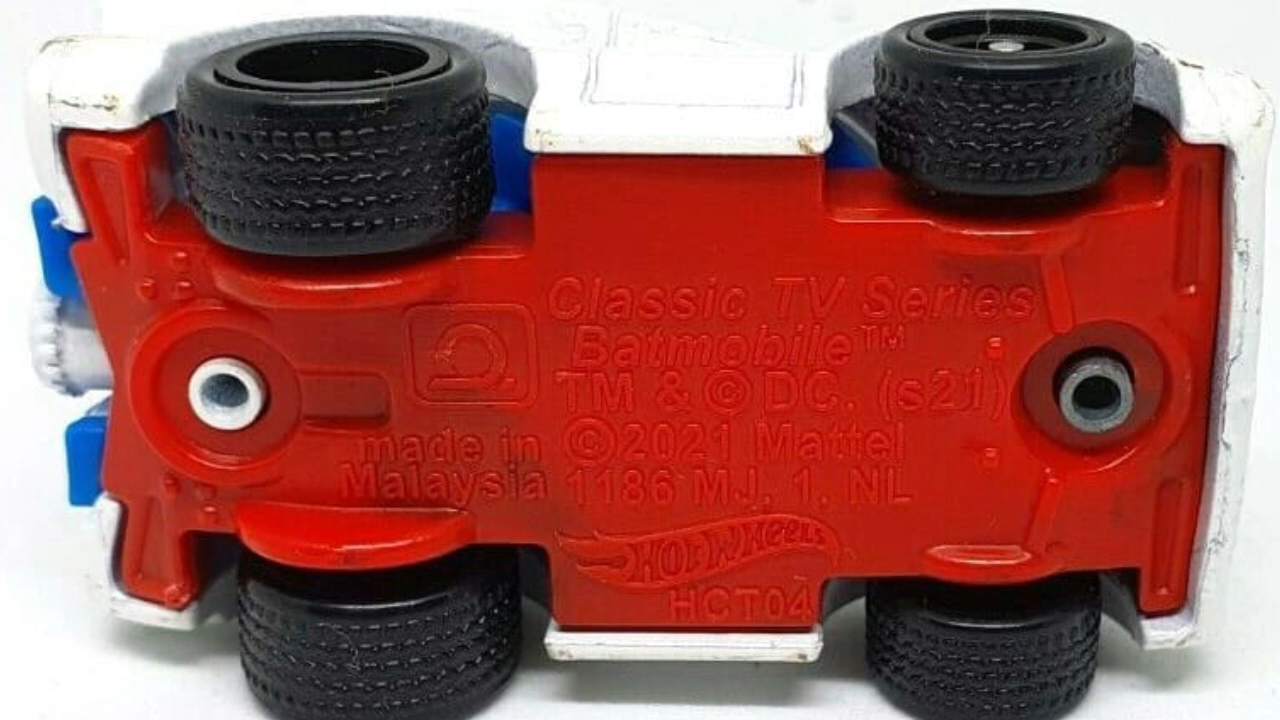 Classic TV Series
Batmobile™
TM & © DC. (s21)
made in
Malaysia
©2021 Mattel
1186 MJ, 1, NL
Hot Wheels
HCT04